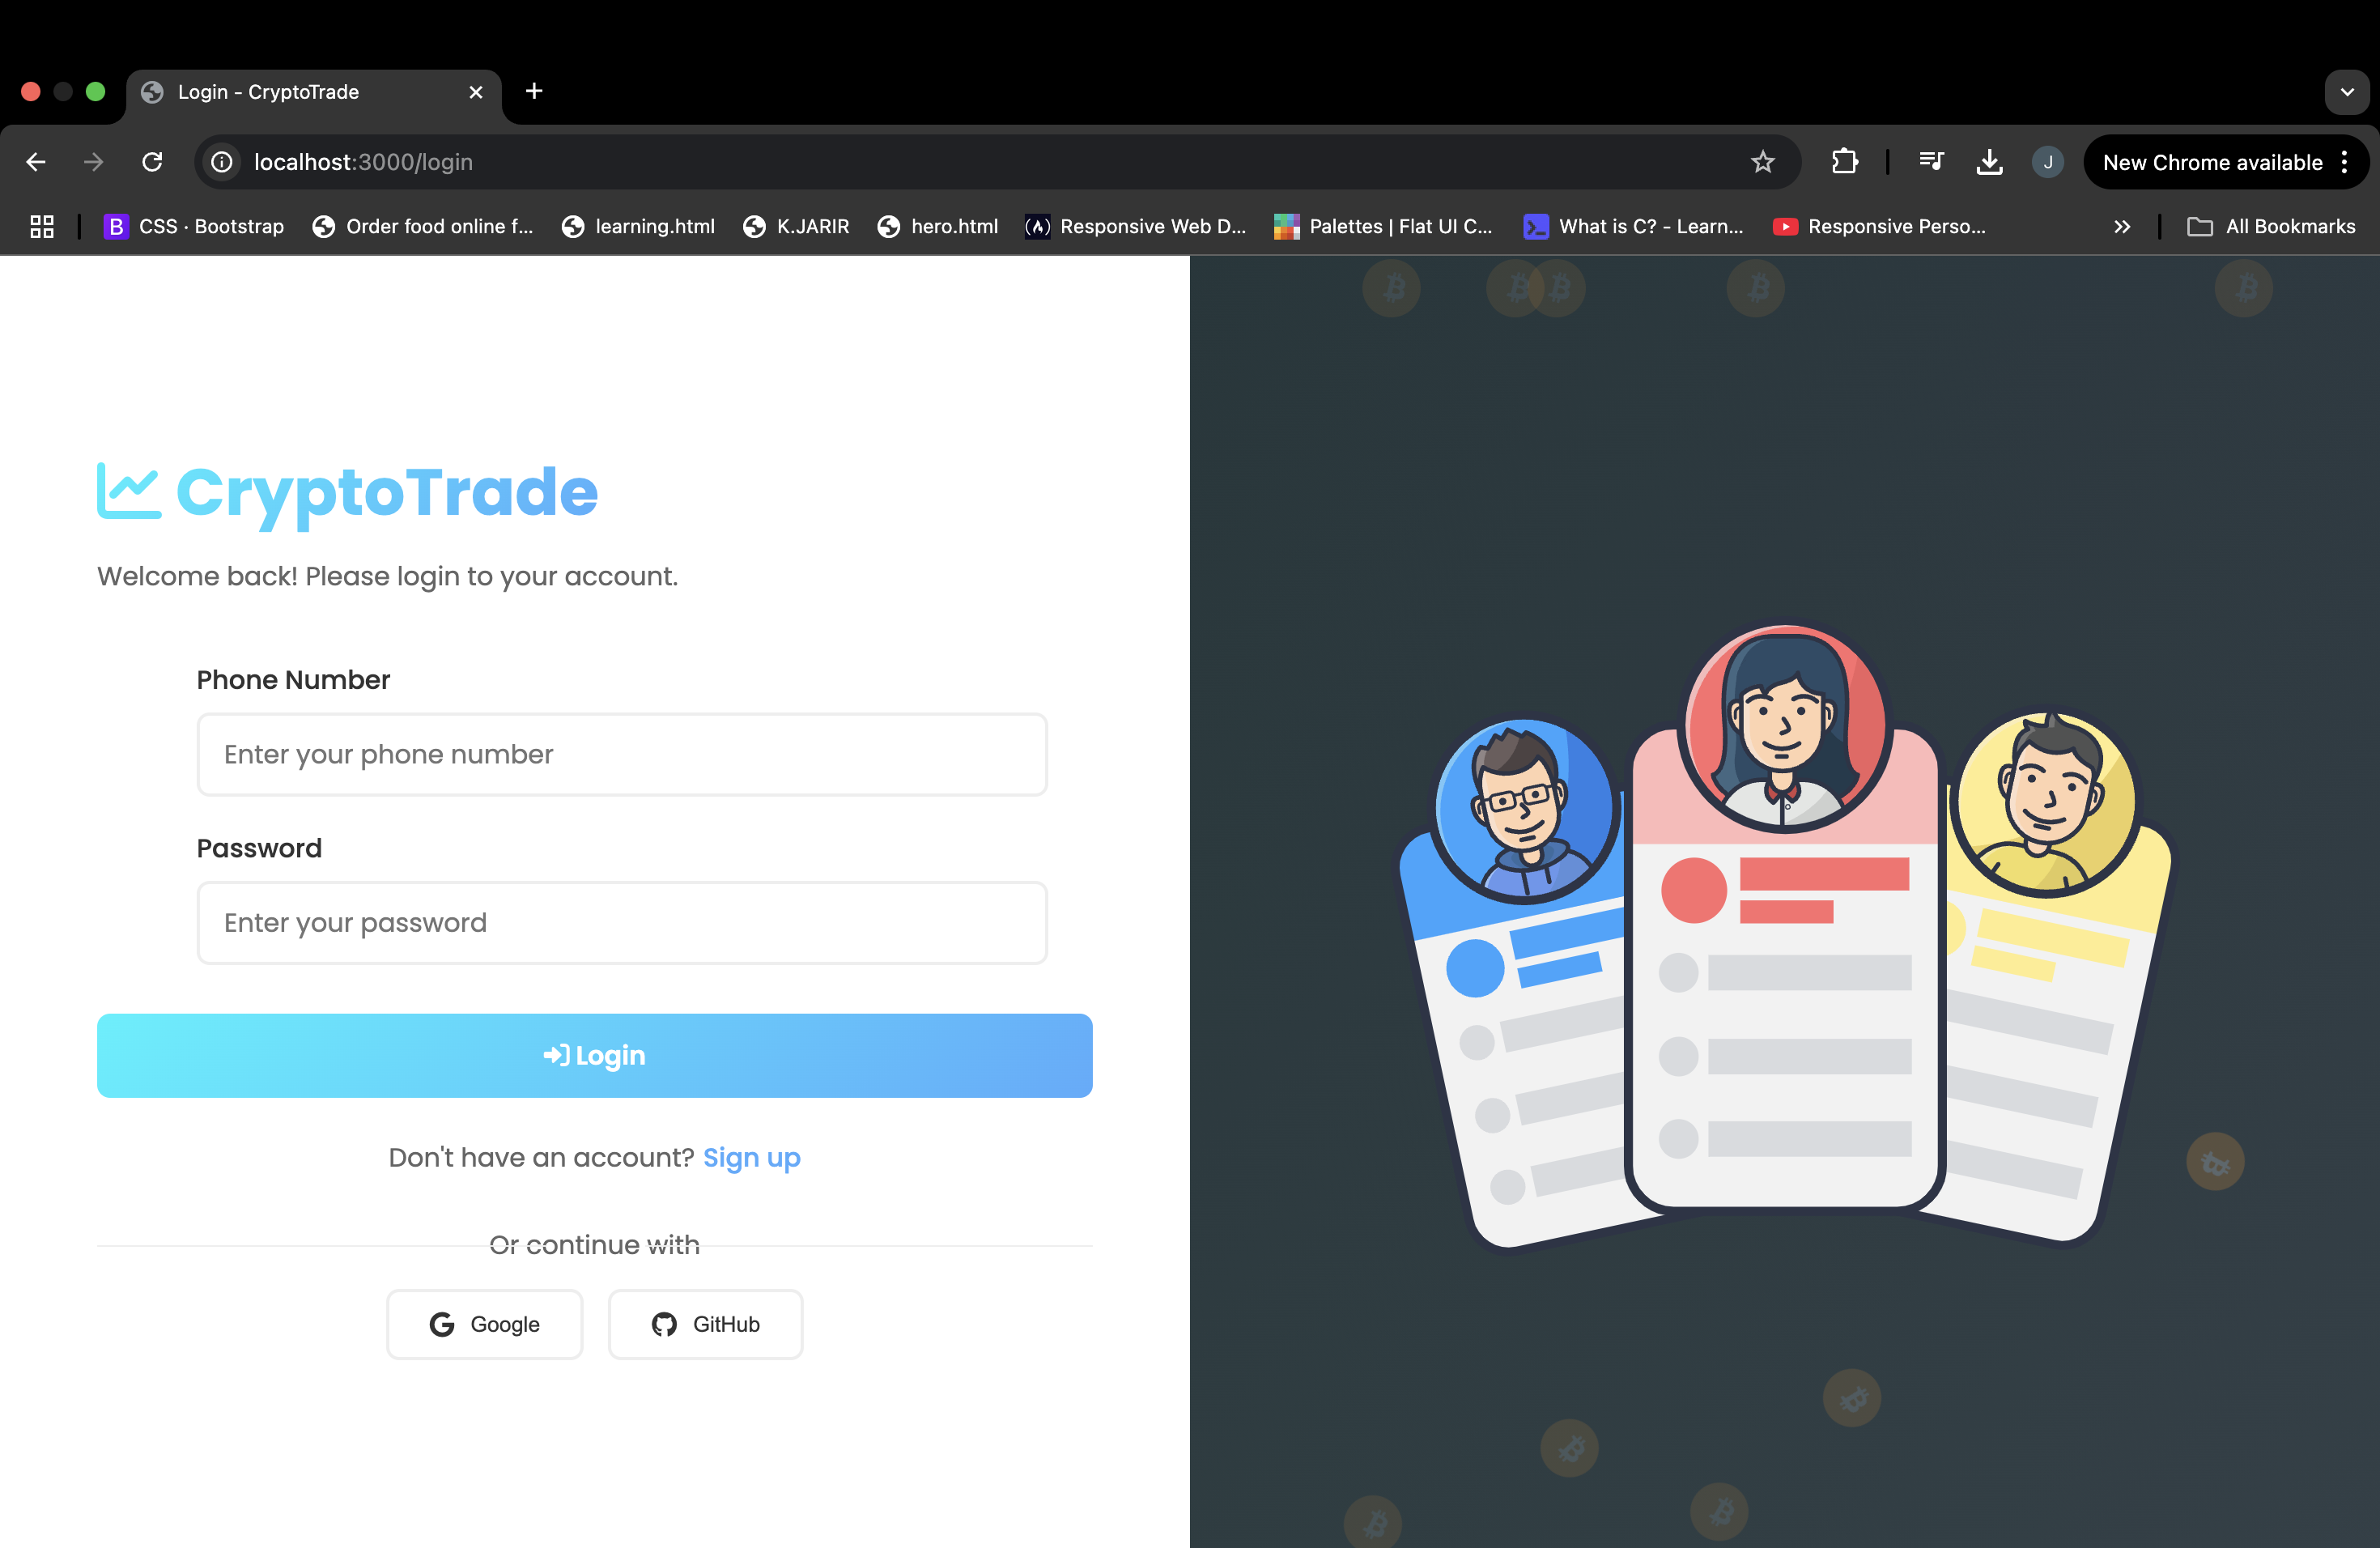 Login - CryptoTrade
localhost:3000/login
J
New Chrome available
B CSS · Bootstrap
Order food online f...
learning.html
K.JARIR
hero.html
Responsive Web D...
Palettes | Flat UI C...
What is C? - Learn...
Responsive Perso...
All Bookmarks
CryptoTrade
Welcome back! Please login to your account.
Phone Number
Enter your phone number
Password
Enter your password
Login
Don't have an account? Sign up
Or continue with
Google
GitHub